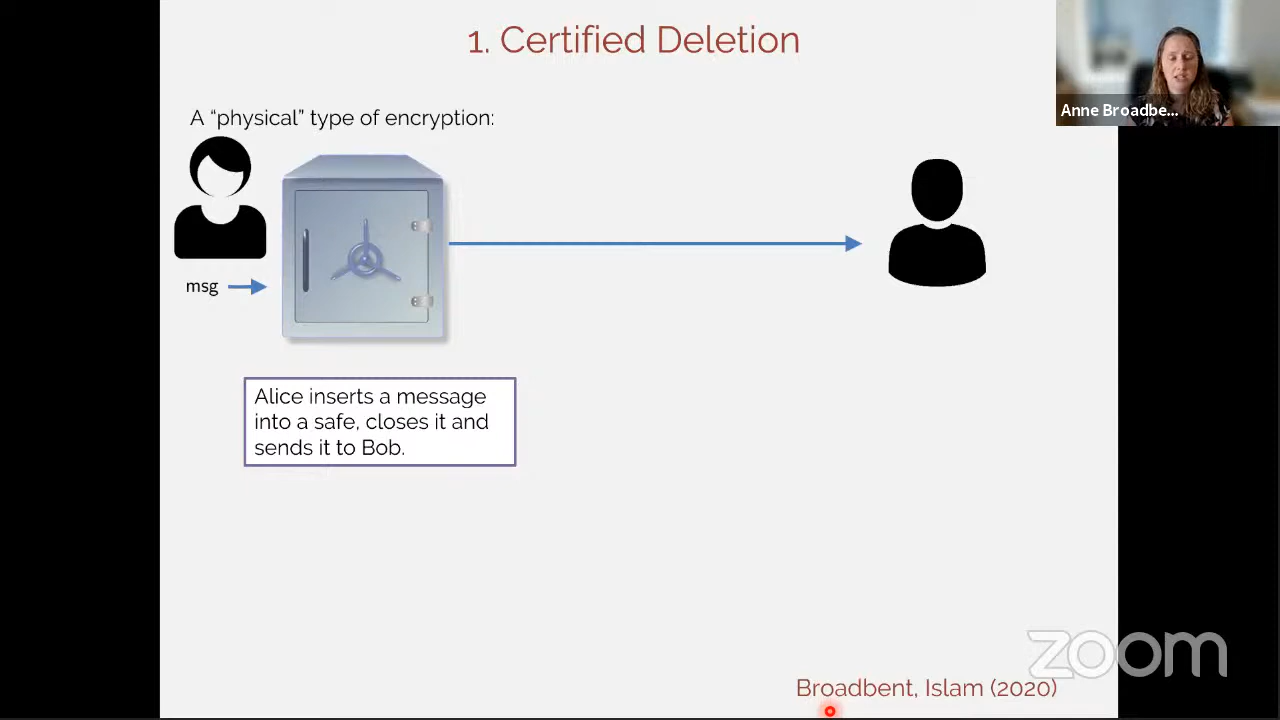 1. Certified Deletion
Anne Broadbe...
A “physical” type of encryption:
msg
Alice inserts a message
into a safe, closes it and
sends it to Bob.
zoom
Broadbent, Islam (2020)